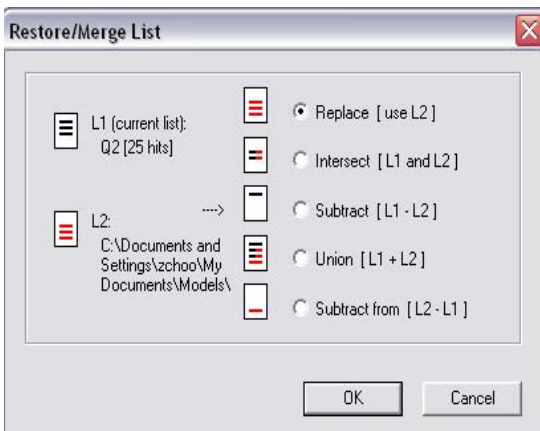 Restore/Merge List
L1 (current list):
Q2 [25 hits]
L2:
C:\Documents and
Settings\zchoo\My
Documents\Models\
--->
Replace [ use L2 ]
Intersect [ L1 and L2 ]
Subtract [ L1 - L2 ]
Union [ L1 + L2 ]
Subtract from [ L2 - L1 ]
OK
Cancel